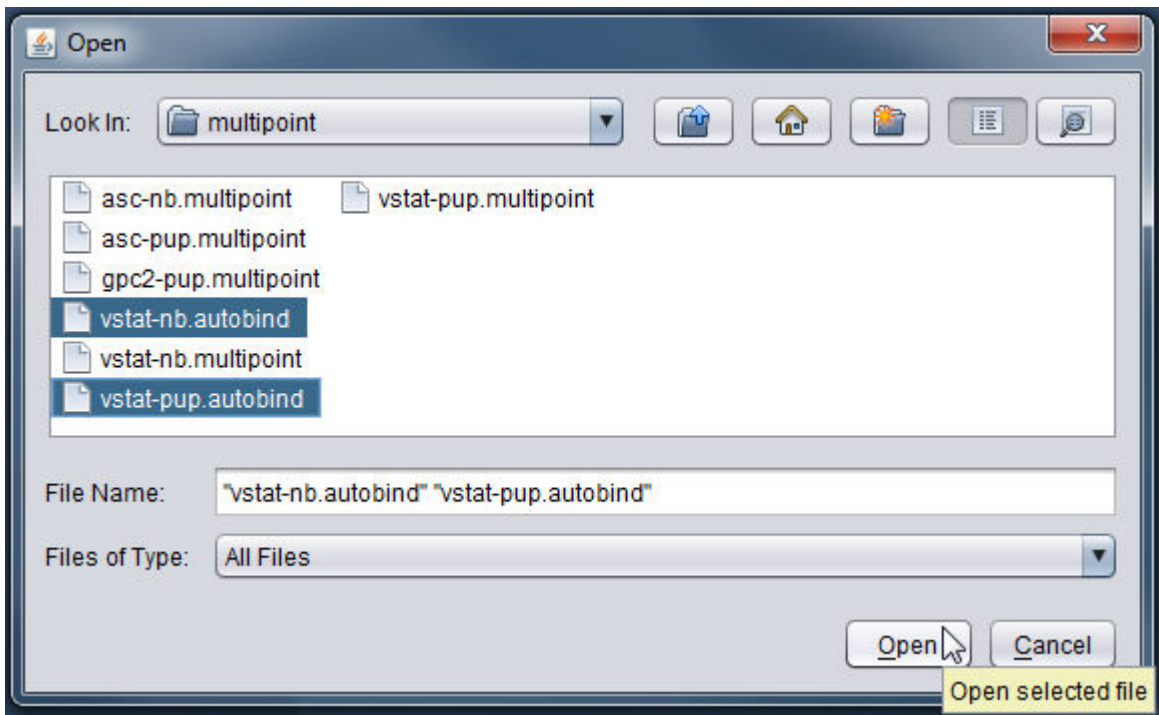 Open
Look In: multipoint
asc-nb.multipoint
asc-pup.multipoint
gpc2-pup.multipoint
vstat-nb.autobind
vstat-nb.multipoint
vstat-pup.autobind
vstat-pup.multipoint
File Name: "vstat-nb.autobind" "vstat-pup.autobind"
Files of Type: All Files
Open Cancel
Open selected file